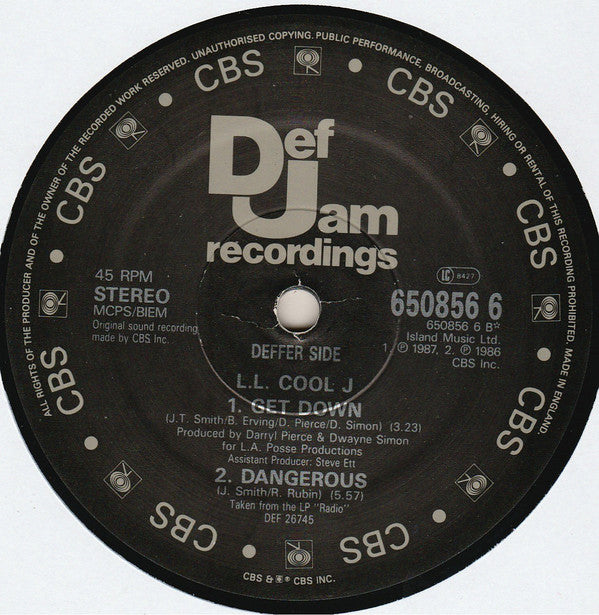 ALL RIGHTS OF THE PRODUCER AND OF THE OWNER OF THE RECORDED WORK RESERVED. UNAUTHORISED COPYING. PUBLIC PERFORMANCE, BROADCASTING, HIRING OR RENTAL OF THIS RECORDING PROHIBITED. MADE IN ENGLAND.
CBS
CBS
CBS
CBS
CBS
CBS
CBS
CBS
Def
Jam
recordings
45 RPM
STEREO
MCPS/BIEM
Original sound recording
made by CBS Inc.
LC 8427
650856 6
650856 6 B☆
Island Music Ltd.
1 ℗ 1987, 2. ℗ 1986
CBS Inc.
DEFFER SIDE
L.L. COOL J
1. GET DOWN
(J.T. Smith/B. Erving/D. Pierce/D. Simon) (3.23)
Produced by Darryl Pierce & Dwayne Simon
for L.A. Posse Productions
Assistant Producer: Steve Ett
2. DANGEROUS
(J. Smith/R. Rubin) (5.57)
Taken from the LP "Radio"
DEF 26745
CBS & ® CBS INC.